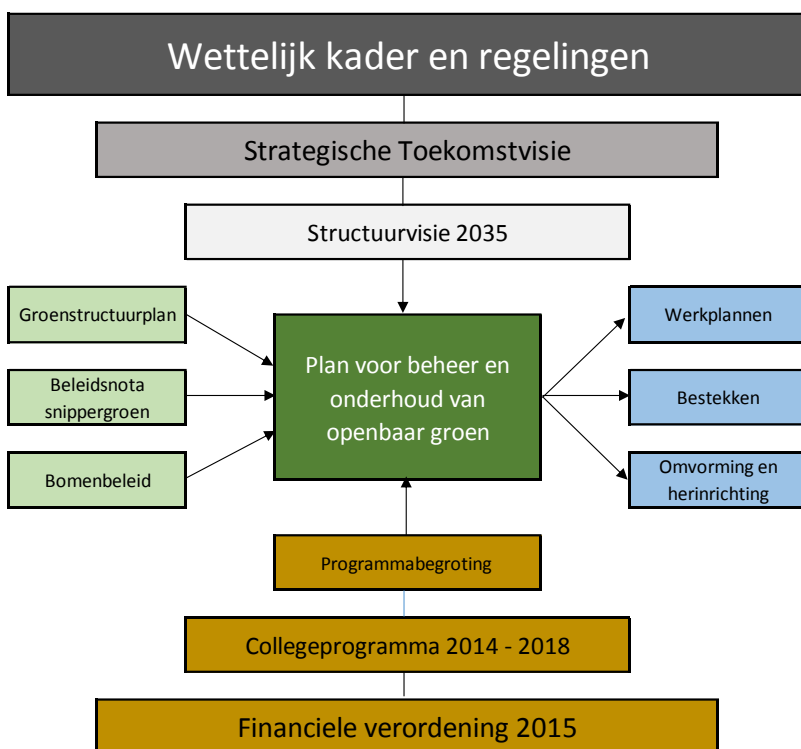 Wettelijk kader en regelingen
Strategische Toekomstvisie
Structuurvisie 2035
Groenstructuurplan
Beleidsnota
snippergroen
Bomenbeleid
Plan voor beheer en
onderhoud van
openbaar groen
Werkplannen
Bestekken
Omvorming en
herinrichting
Programmabegroting
Collegeprogramma 2014 - 2018
Financiele verordening 2015